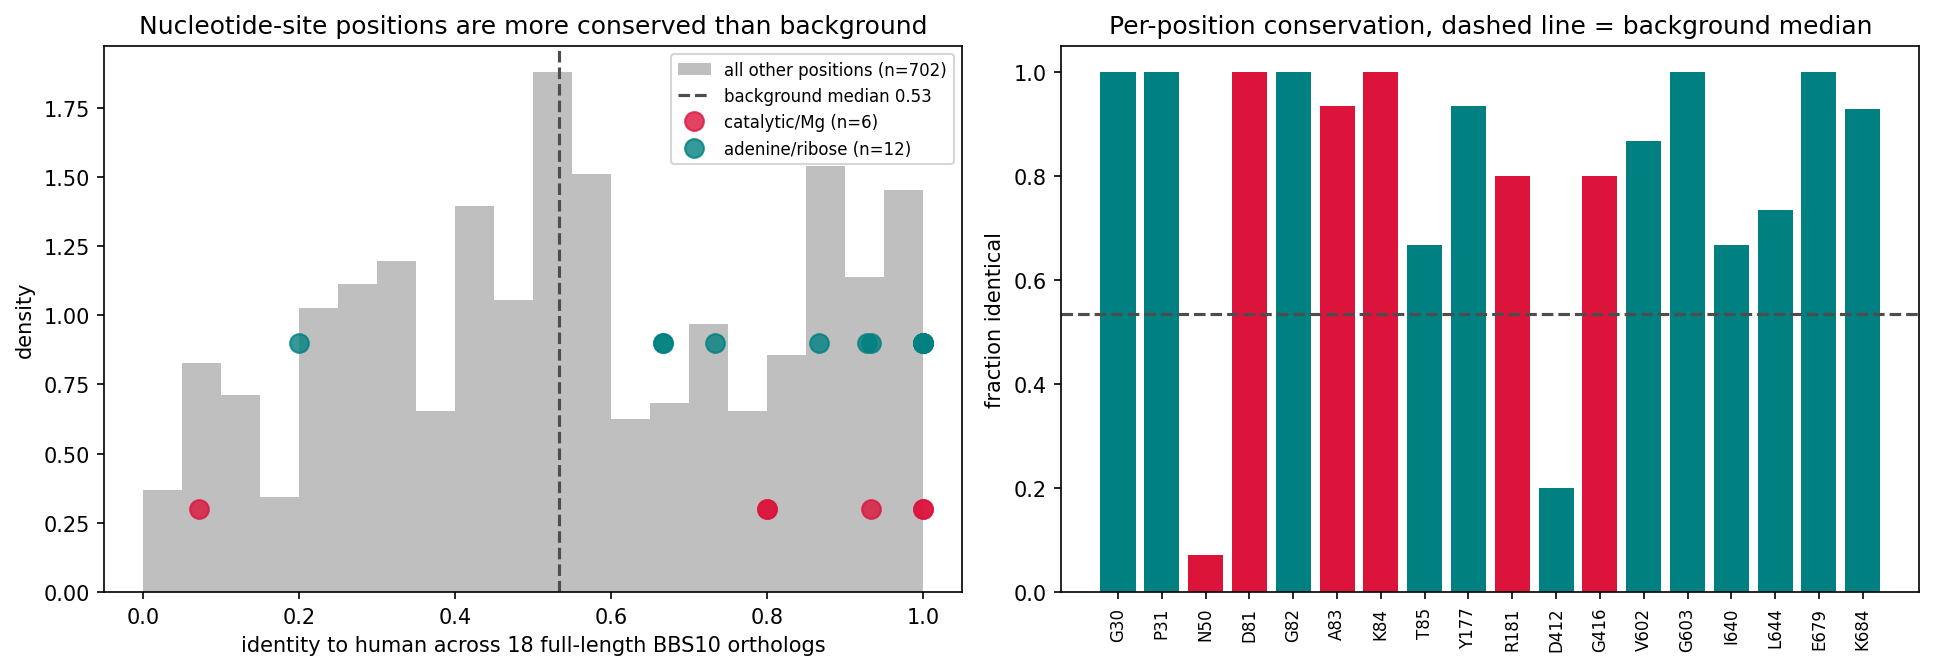 Nucleotide-site positions are more conserved than background
density
1.75
1.50
1.25
1.00
0.75
0.50
0.25
0.00
all other positions (n=702)
background median 0.53
catalytic/Mg (n=6)
adenine/ribose (n=12)
0.0 0.2 0.4 0.6 0.8 1.0
identity to human across 18 full-length BBS10 orthologs
Per-position conservation, dashed line = background median
fraction identical
1.0
0.8
0.6
0.4
0.2
0.0
G30
P31
N50
D81
G82
A83
K84
T85
Y177
R181
D412
G416
V602
G603
I640
L644
E679
K684